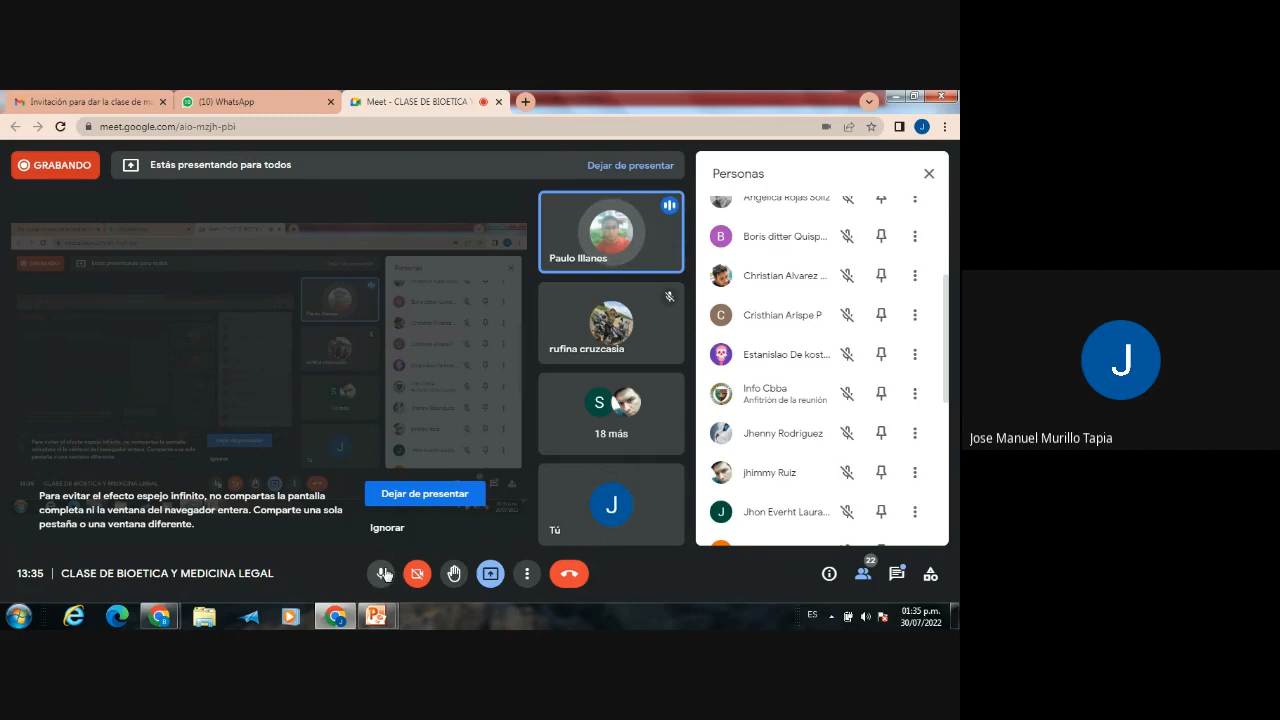 Invitación para dar la clase de m
(10) WhatsApp
Meet - CLASE DE BIOETICA Y
meet.google.com/aio-mzjh-pbi
J
GRABANDO
Estás presentando para todos
Dejar de presentar
Personas
Angelica Rojas Soliz
B
Boris ditter Quisp...
Christian Alvarez ...
C
Cristhian Arispe P
Estanislao De kost...
Info Cbba
Anfitrión de la reunión
Jhenny Rodríguez
jhimmy Ruiz
J
Jhon Everht Laura...
Paulo Illanes
rufina cruzcasia
S
18 más
J
Tú
Para evitar el efecto espejo infinito, no compartas la pantalla
completa ni la ventana del navegador entera. Comparte una sola
pestaña o una ventana diferente.
Dejar de presentar
Ignorar
13:35 | CLASE DE BIOETICA Y MEDICINA LEGAL
22
ES
01:35 p.m.
30/07/2022
J
Jose Manuel Murillo Tapia